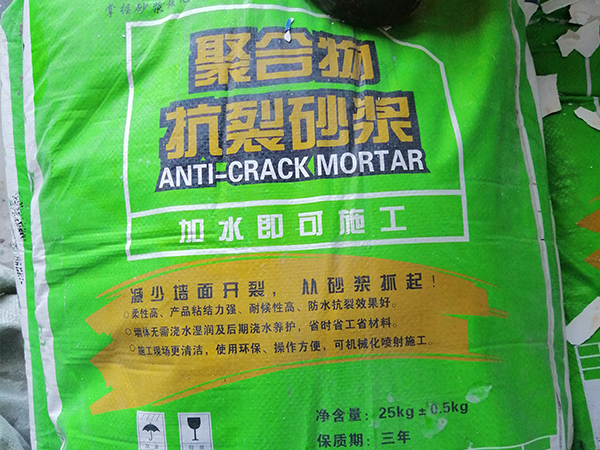 聚合物
抗裂砂浆
ANTI-CRACK MORTAR
加水即可施工
减少墙面开裂，从砂浆抓起！
○柔性高、产品粘结力强、耐候性高、防水抗裂效果好。
○墙体无需浇水湿润及后期浇水养护，省时省工省材料。
○施工现场更清洁，使用环保、操作方便，可机械化喷射施工。
净含量：25kg±0.5kg
保质期：三年